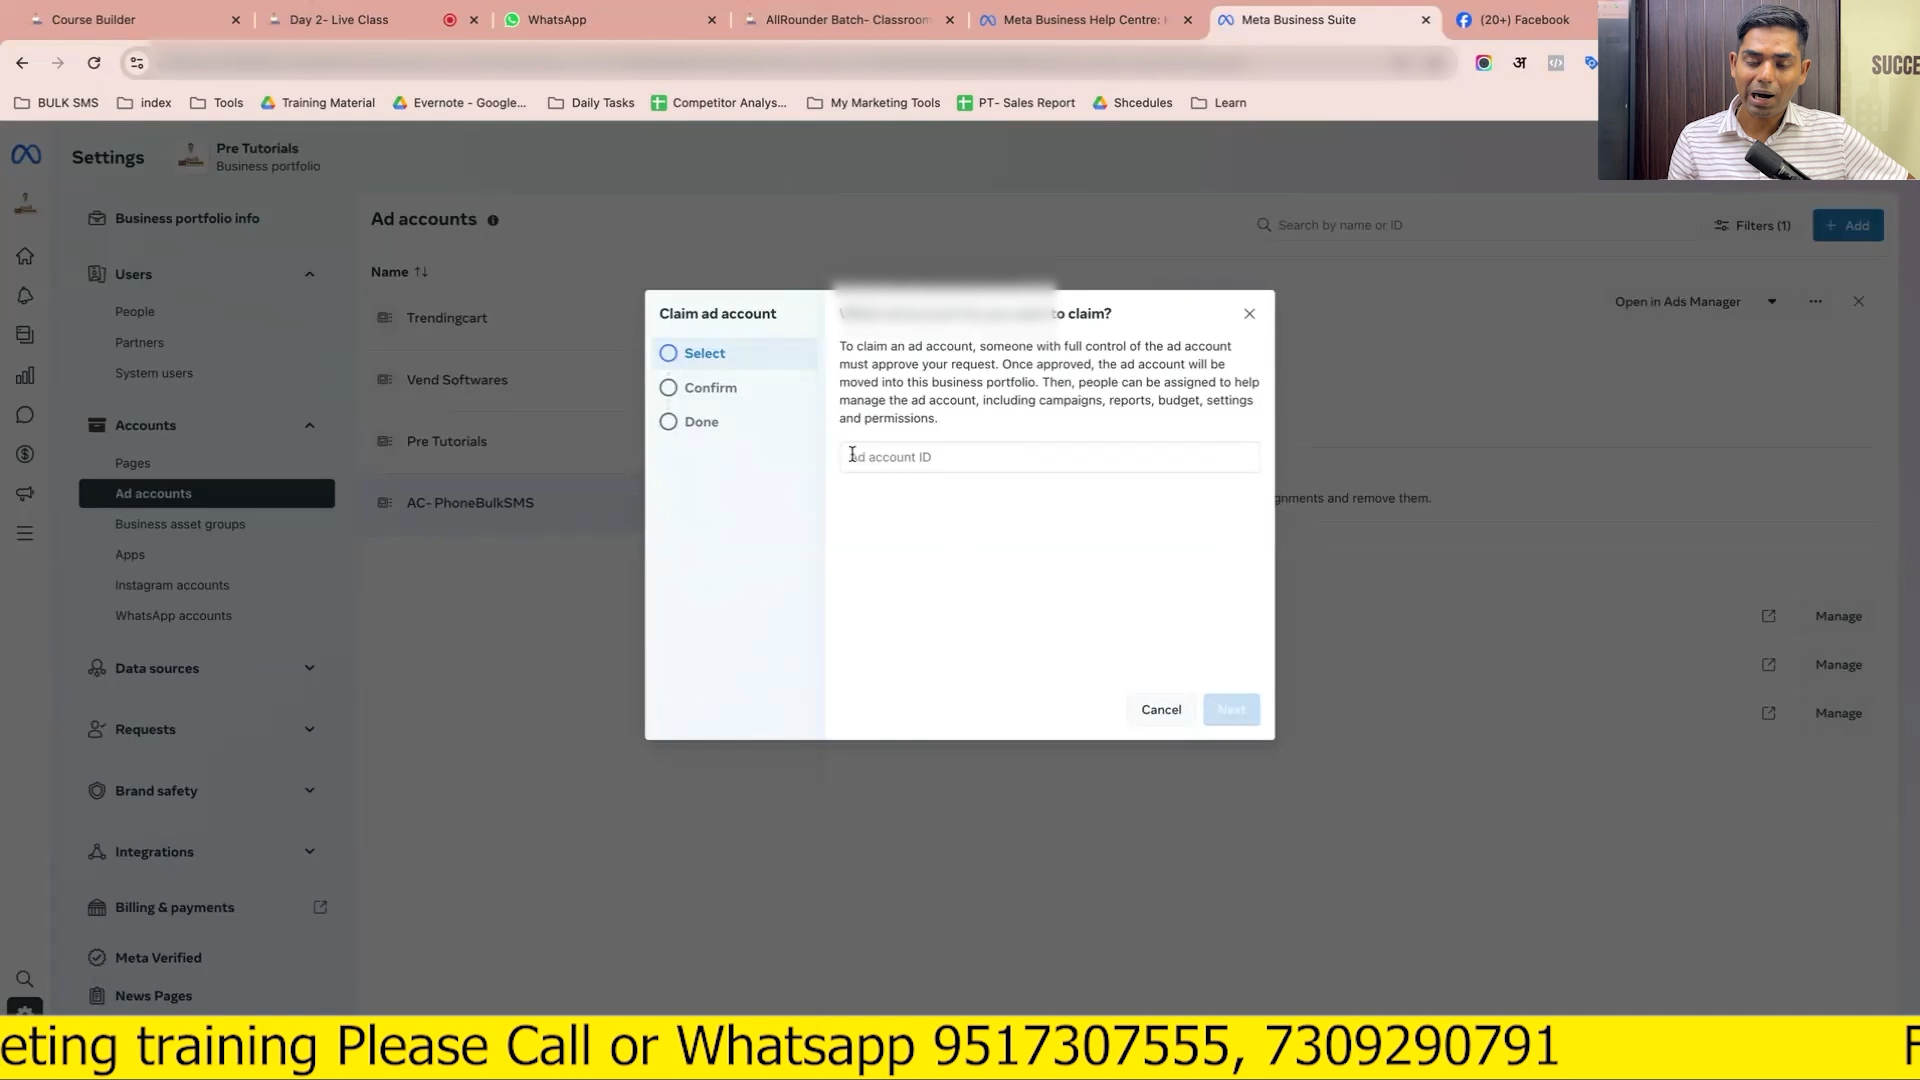 Course Builder
Day 2- Live Class
WhatsApp
AllRounder Batch- Classroom
Meta Business Help Centre:
Meta Business Suite
(20+) Facebook
BULK SMS
index
Tools
Training Material
Evernote - Google...
Daily Tasks
Competitor Analys...
My Marketing Tools
PT- Sales Report
Shcedules
Learn
अ
SUCCE
Settings
Pre Tutorials
Business portfolio
Business portfolio info
Users
People
Partners
System users
Accounts
Pages
Ad accounts
Business asset groups
Apps
Instagram accounts
WhatsApp accounts
Data sources
Requests
Brand safety
Integrations
Billing & payments
Meta Verified
News Pages
Ad accounts
Search by name or ID
Filters (1)
+ Add
Name
Trendingcart
Vend Softwares
Pre Tutorials
AC- PhoneBulkSMS
Open in Ads Manager
gnments and remove them.
Manage
Manage
Manage
Claim ad account
Select
Confirm
Done
to claim?
To claim an ad account, someone with full control of the ad account
must approve your request. Once approved, the ad account will be
moved into this business portfolio. Then, people can be assigned to help
manage the ad account, including campaigns, reports, budget, settings
and permissions.
Ad account ID
Cancel
Next
eting training Please Call or Whatsapp 9517307555, 7309290791
F